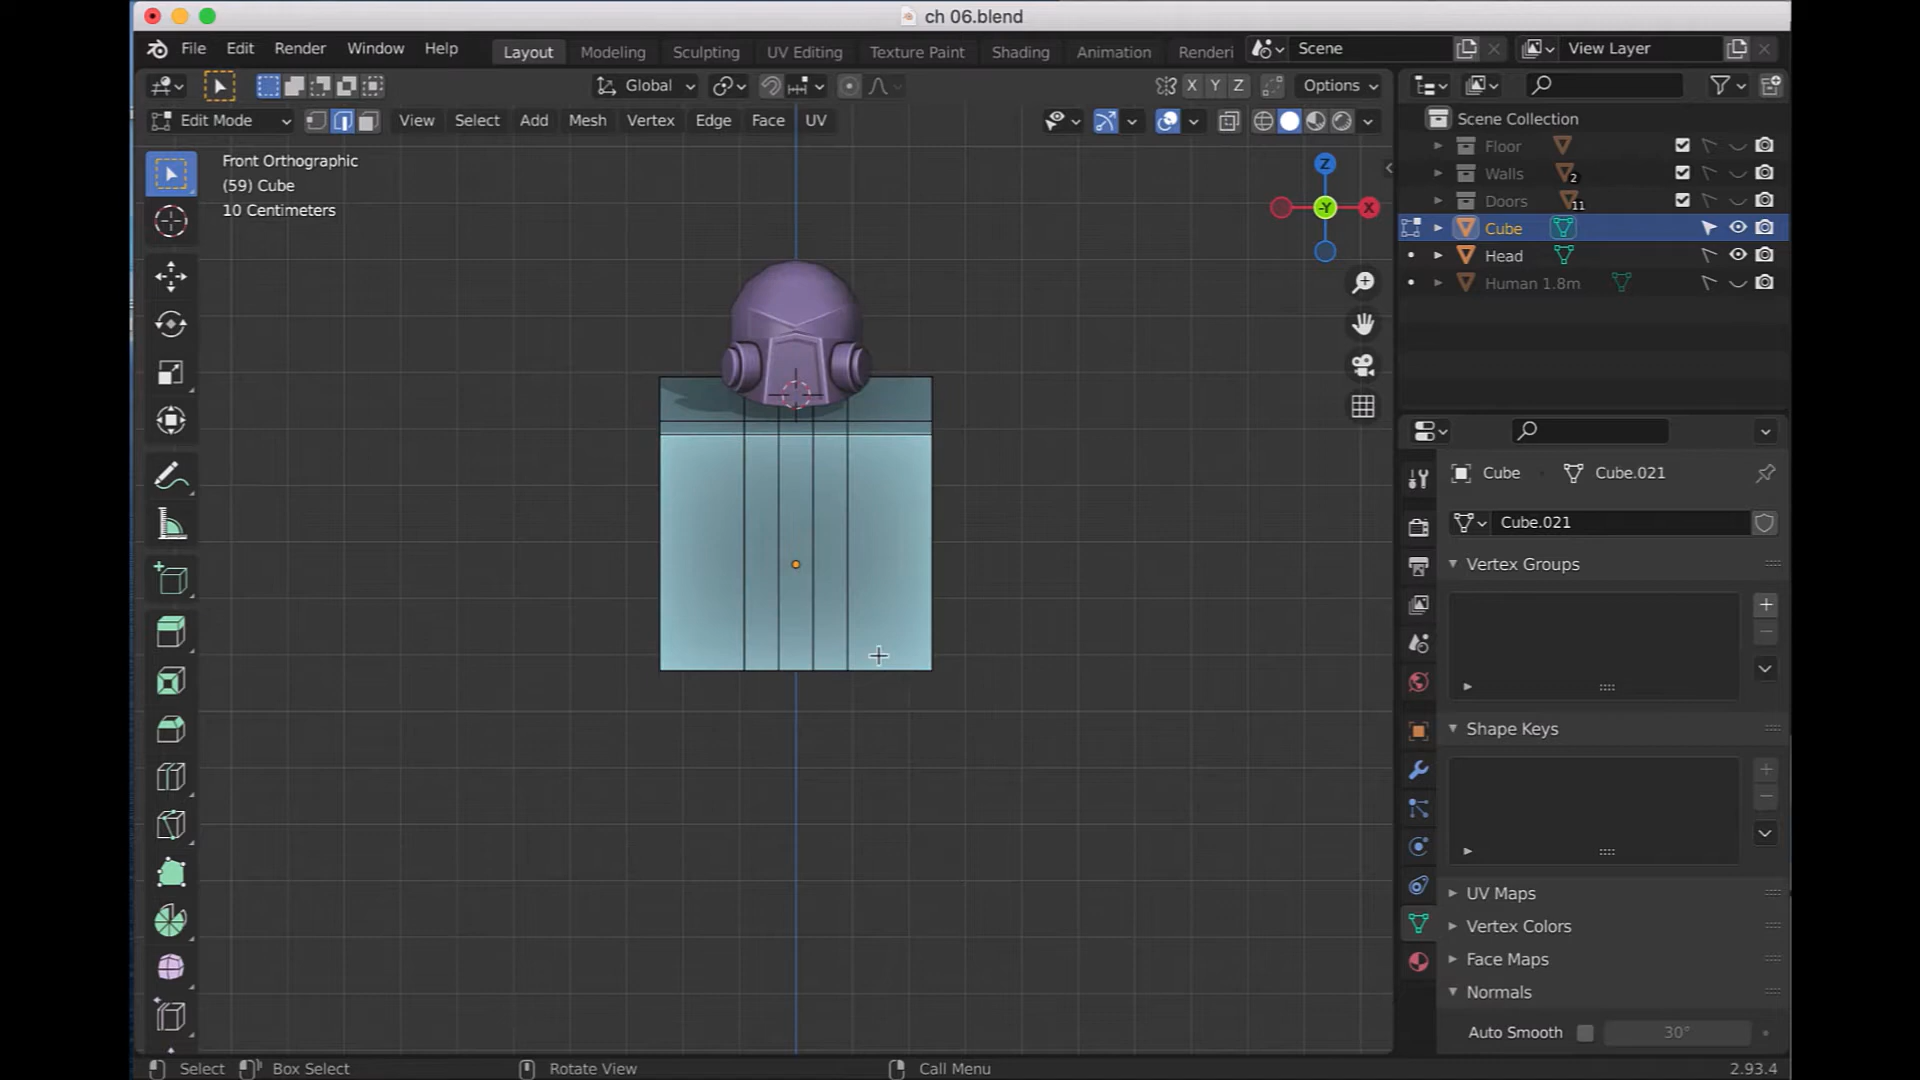 ch 06.blend
File Edit Render Window Help Layout Modeling Sculpting UV Editing Texture Paint Shading Animation Renderi Scene View Layer
Global X Y Z Options
Edit Mode View Select Add Mesh Vertex Edge Face UV
Scene Collection
Floor
Walls 2
Doors 11
Cube
Head
Human 1.8m
Front Orthographic
(59) Cube
10 Centimeters
Z
-Y X
Cube Cube.021
Cube.021
Vertex Groups
Shape Keys
UV Maps
Vertex Colors
Face Maps
Normals
Auto Smooth 30°
Select Box Select Rotate View Call Menu 2.93.4